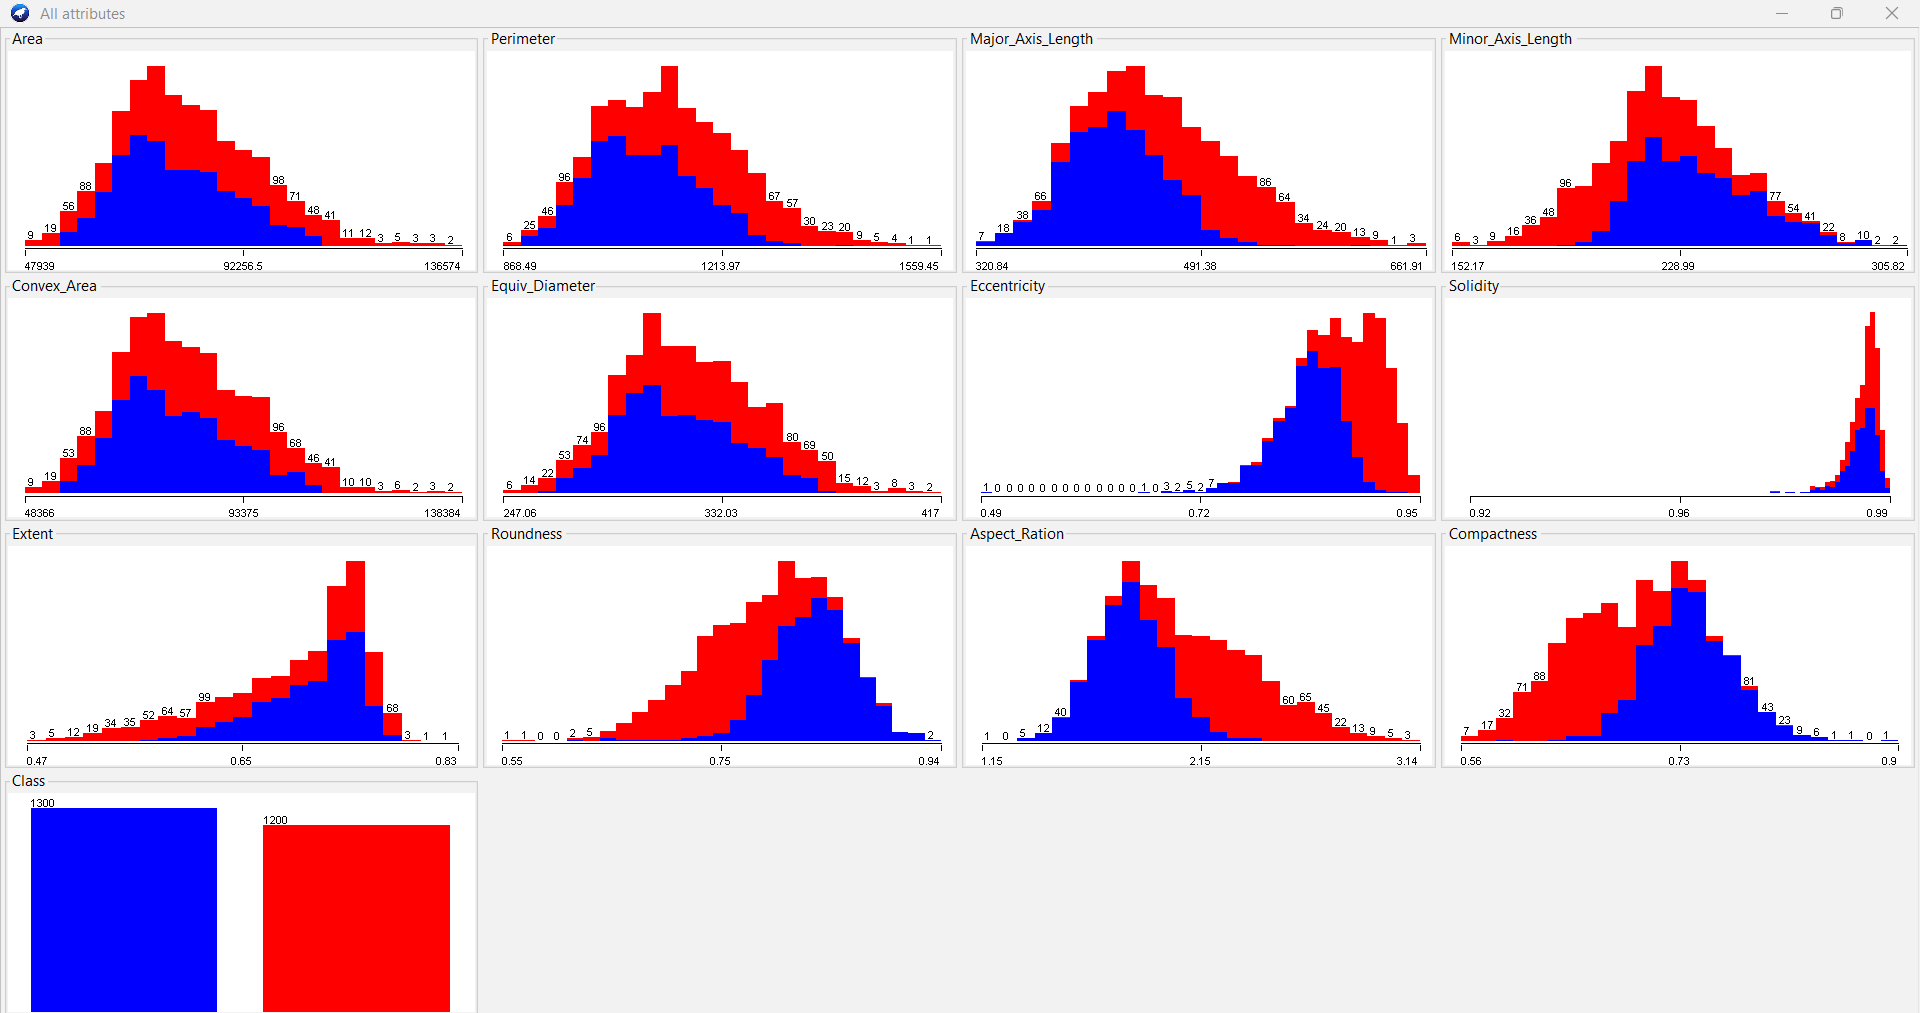 All attributes
Area
9 19 56 88 98 71 48 41 11 12 3 5 3 3 2
47939 92256.5 136574
Perimeter
6 25 46 96 67 57 30 23 20 9 5 4 1 1
868.49 1213.97 1559.45
Major_Axis_Length
7 18 38 66 86 64 34 24 20 13 9 1 3
320.84 491.38 661.91
Minor_Axis_Length
6 3 9 16 36 48 96 77 54 41 22 8 10 2 2
152.17 228.99 305.82
Convex_Area
9 19 53 88 96 68 46 41 10 10 3 6 2 3 2
48366 93375 138384
Equiv_Diameter
6 14 22 53 74 96 80 69 50 15 12 3 8 3 2
247.06 332.03 417
Eccentricity
1 0 0 0 0 0 0 0 0 0 0 0 0 0 1 0 3 2 5 2 7
0.49 0.72 0.95
Solidity
0.92 0.96 0.99
Extent
3 5 12 19 34 35 52 64 57 99 68 3 1 1
0.47 0.65 0.83
Roundness
1 1 0 0 2 5 2
0.55 0.75 0.94
Aspect_Ration
1 0 5 12 40 60 65 45 22 13 9 5 3
1.15 2.15 3.14
Compactness
7 17 32 71 88 81 43 23 9 6 1 1 0 1
0.56 0.73 0.9
Class
1300 1200